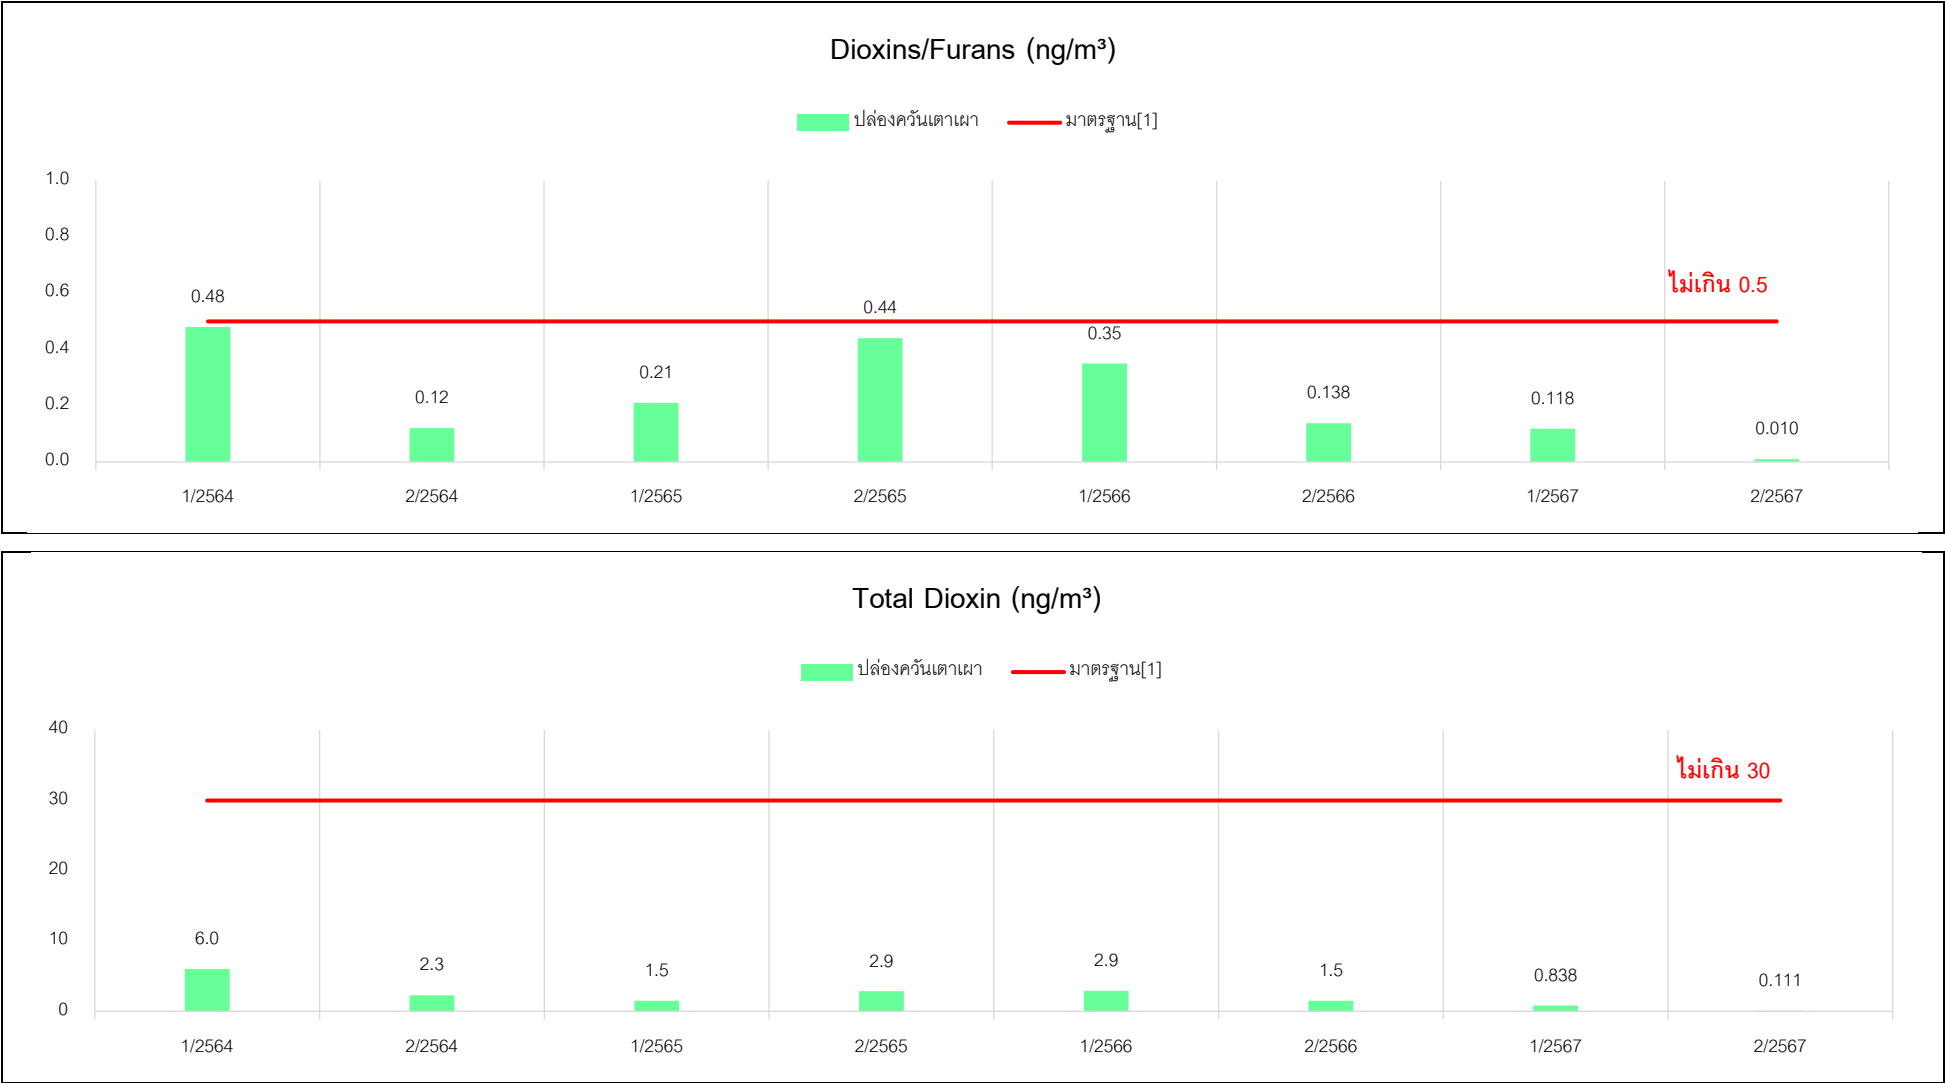 Dioxins/Furans (ng/m³)
ปล่องควันเตาเผา มาตรฐาน[1]
1.0
0.8
0.6
0.4
0.2
0.0
ไม่เกิน 0.5
0.48 0.12 0.21 0.44 0.35 0.138 0.118 0.010
1/2564 2/2564 1/2565 2/2565 1/2566 2/2566 1/2567 2/2567
Total Dioxin (ng/m³)
ปล่องควันเตาเผา มาตรฐาน[1]
40
30
20
10
0
ไม่เกิน 30
6.0 2.3 1.5 2.9 2.9 1.5 0.838 0.111
1/2564 2/2564 1/2565 2/2565 1/2566 2/2566 1/2567 2/2567